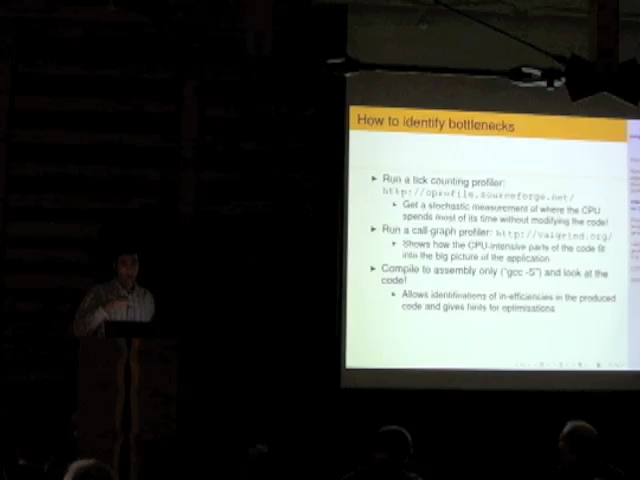 How to identify bottlenecks
Run a tick counting profiler:
http://oprofile.sourceforge.net/
Get a stochastic measurement of where the CPU
spends most of its time without modifying the code!
Run a call-graph profiler: http://valgrind.org/
Shows how the CPU-intensive parts of the code fit
into the big picture of the application
Compile to assembly only ("gcc -S") and look at the
code!
Allows identifications of in-efficiencies in the produced
code and gives hints for optimisations